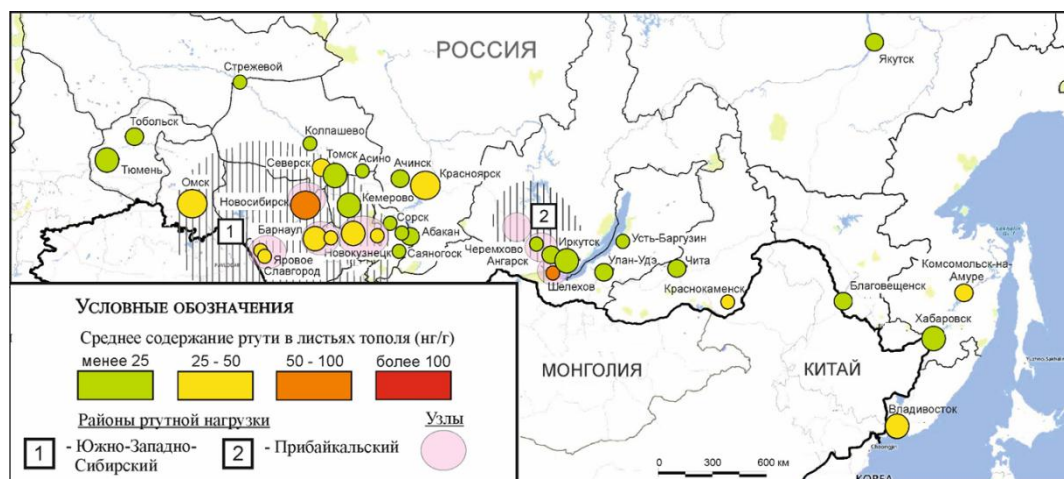 РОССИЯ
Якутск
Стрежевой
Тобольск
Тюмень
Колпашево
Северск
Томск
Асино
Ачинск
Красноярск
Омск
Новосибирск
Кемерово
1
Барнаул
Сорск
Абакан
Новокузнецк
Саяногорск
Яровое
Славгород
2
Черемхово
Иркутск
Усть-Баргузин
Ангарск
Шелехов
Улан-Удэ
Чита
Краснокаменск
Благовещенск
Комсомольск-на-
Амуре
Хабаровск
Владивосток
МОНГОЛИЯ
КИТАЙ
КОРЕА
0 300 600 км
УСЛОВНЫЕ ОБОЗНАЧЕНИЯ
Среднее содержание ртути в листьях тополя (нг/г)
менее 25
25 - 50
50 - 100
более 100
Районы ртутной нагрузки
Узлы
1 - Южно-Западно-
Сибирский
2 - Прибайкальский